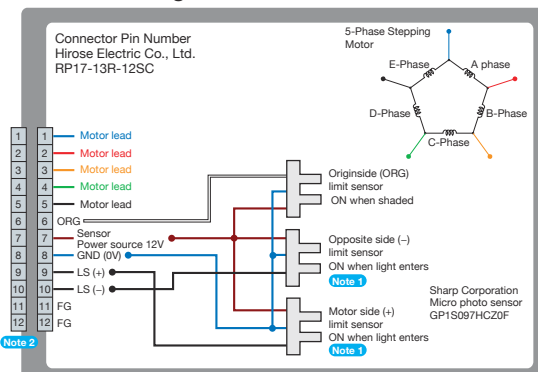 Connector Pin Number
Hirose Electric Co., Ltd.
RP17-13R-12SC
5-Phase Stepping
Motor
E-Phase
A phase
D-Phase
B-Phase
C-Phase
1 1 Motor lead
2 2 Motor lead
3 3 Motor lead
4 4 Motor lead
5 5 Motor lead
6 6 ORG
7 7 Sensor
Power source 12V
8 8 GND (0V)
9 9 LS (+)
10 10 LS (–)
11 11 FG
12 12 FG
Note 2
Originside (ORG)
limit sensor
ON when shaded
Opposite side (–)
limit sensor
ON when light enters
Note 1
Motor side (+)
limit sensor
ON when light enters
Note 1
Sharp Corporation
Micro photo sensor
GP1S097HCZ0F